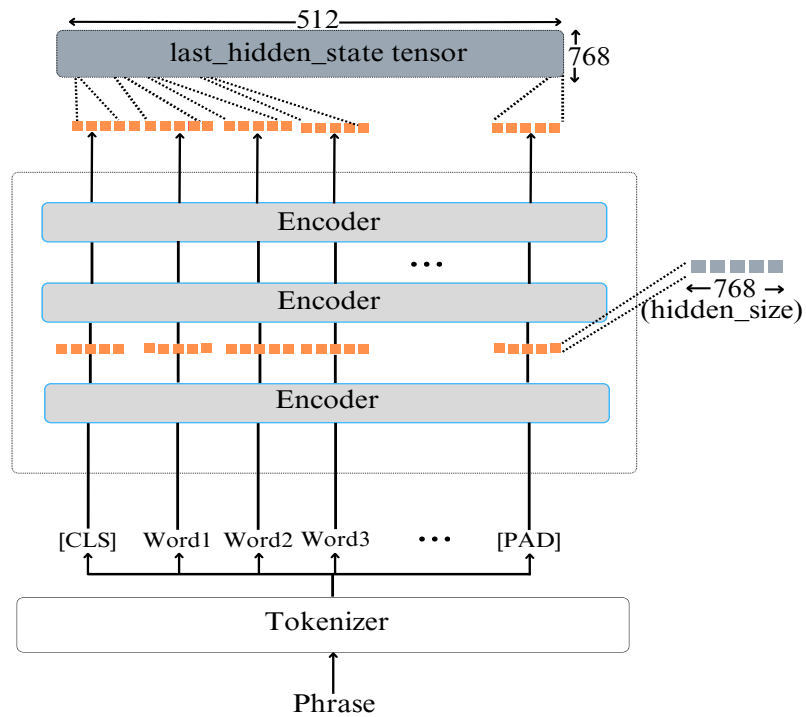 512
last_hidden_state tensor
768
Encoder
...
Encoder
768
(hidden_size)
Encoder
[CLS] Word1 Word2 Word3 ... [PAD]
Tokenizer
Phrase